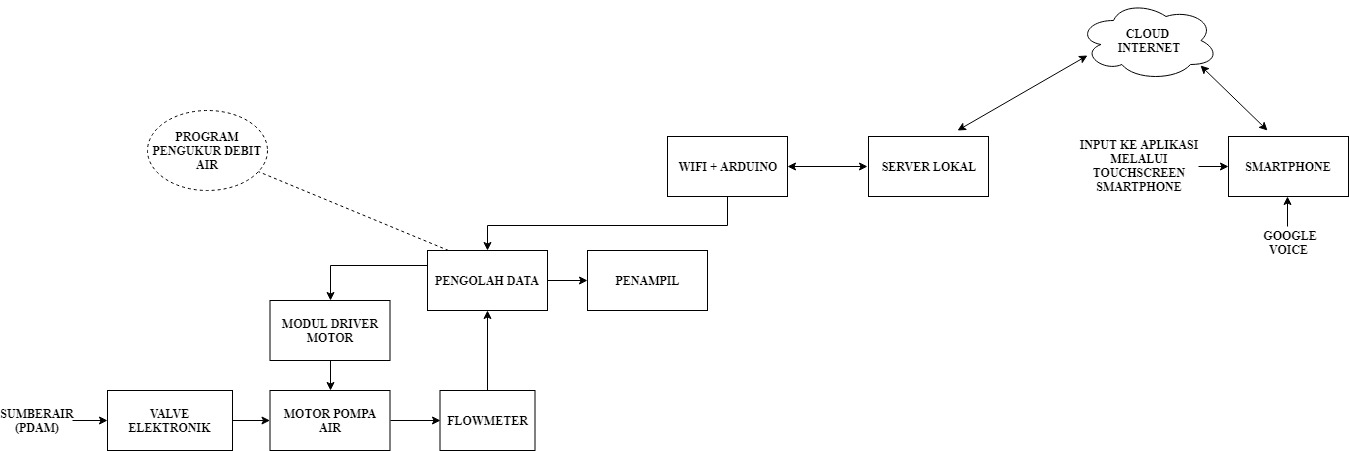 CLOUD
INTERNET
PROGRAM
PENGUKUR DEBIT
AIR
WIFI + ARDUINO
SERVER LOKAL
INPUT KE APLIKASI
MELALUI
TOUCHSCREEN
SMARTPHONE
SMARTPHONE
GOOGLE
VOICE
PENGOLAH DATA
PENAMPIL
MODUL DRIVER
MOTOR
SUMBERAIR
(PDAM)
VALVE
ELEKTRONIK
MOTOR POMPA
AIR
FLOWMETER